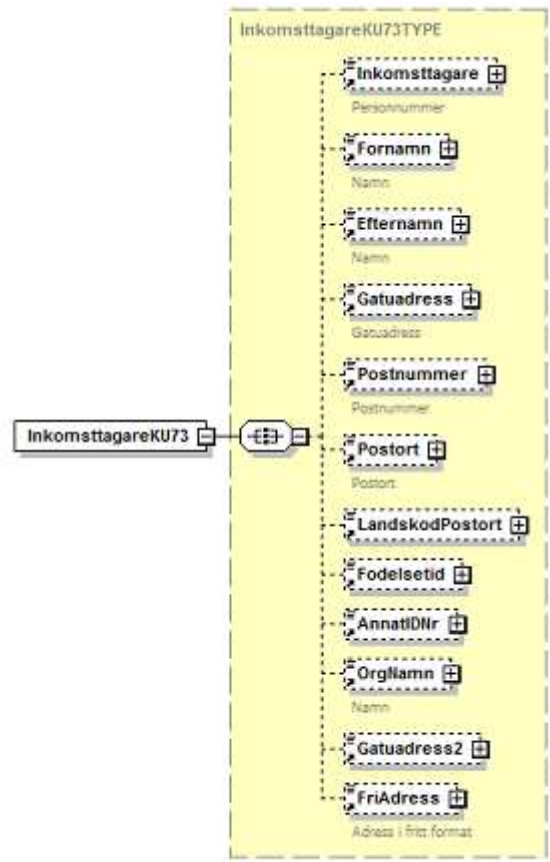 InkomsttagareKU73TYPE
Inkomsttagare
Personnummer
Fornamn
Namn
Efternamn
Namn
Gatuadress
Gatuadress
Postnummer
Postnummer
InkomsttagareKU73
Postort
Postort
LandskodPostort
Fodelsetid
AnnatIDNr
OrgNamn
Namn
Gatuadress2
FriAdress
Adress i fritt format